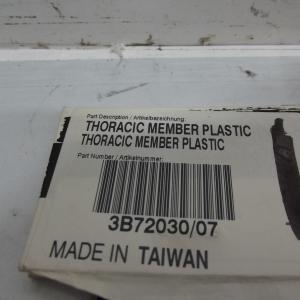 Part Description / Artikelbezeichnung:
THORACIC MEMBER PLASTIC
THORACIC MEMBER PLASTIC
Part Number / Artikelnummer:
3B72030/07
MADE IN TAIWAN